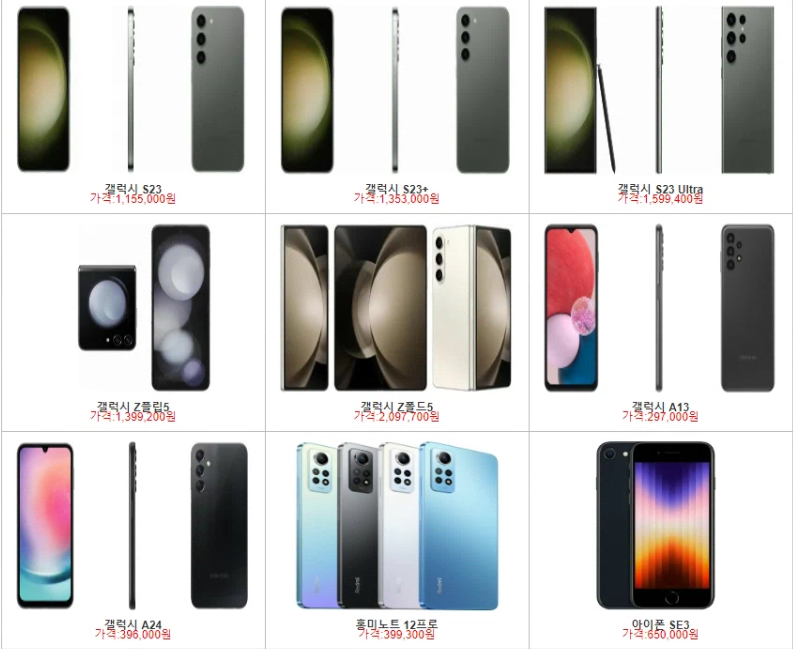 갤럭시 S23
가격:1,155,000원
갤럭시 S23+
가격:1,353,000원
갤럭시 S23 Ultra
가격:1,599,400원
갤럭시 Z플립5
가격:1,399,200원
갤럭시 Z폴드5
가격:2,097,700원
갤럭시 A13
가격:297,000원
갤럭시 A24
가격:396,000원
홍미노트 12프로
가격:399,300원
아이폰 SE3
가격:650,000원